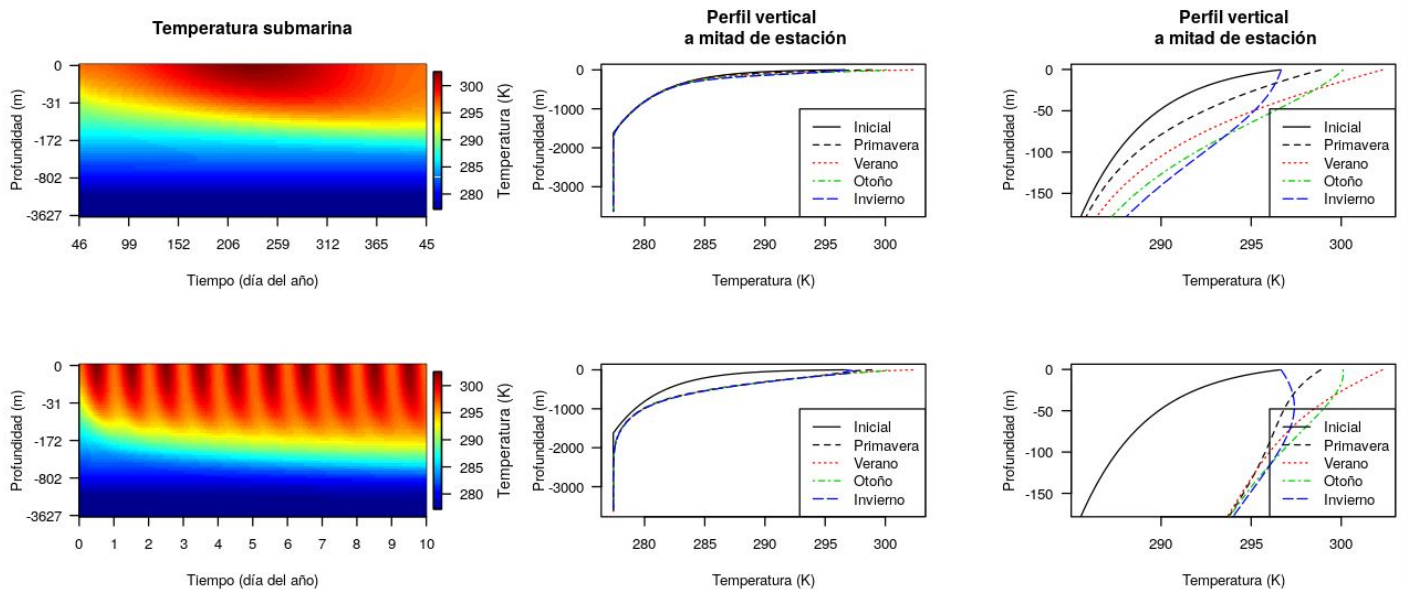 Temperatura submarina
0
-31
-172
-802
-3627
Profundidad (m)
46 99 152 206 259 312 365 45
Tiempo (día del año)
300
295
290
285
280
Temperatura (K)
Perfil vertical
a mitad de estación
0
-1000
-2000
-3000
Profundidad (m)
280 285 290 295 300
Temperatura (K)
Inicial
Primavera
Verano
Otoño
Invierno
Perfil vertical
a mitad de estación
0
-50
-100
-150
Profundidad (m)
290 295 300
Temperatura (K)
Inicial
Primavera
Verano
Otoño
Invierno
0
-31
-172
-802
-3627
Profundidad (m)
0 1 2 3 4 5 6 7 8 9 10
Tiempo (día del año)
300
295
290
285
280
Temperatura (K)
0
-1000
-2000
-3000
Profundidad (m)
280 285 290 295 300
Temperatura (K)
Inicial
Primavera
Verano
Otoño
Invierno
0
-50
-100
-150
Profundidad (m)
290 295 300
Temperatura (K)
Inicial
Primavera
Verano
Otoño
Invierno